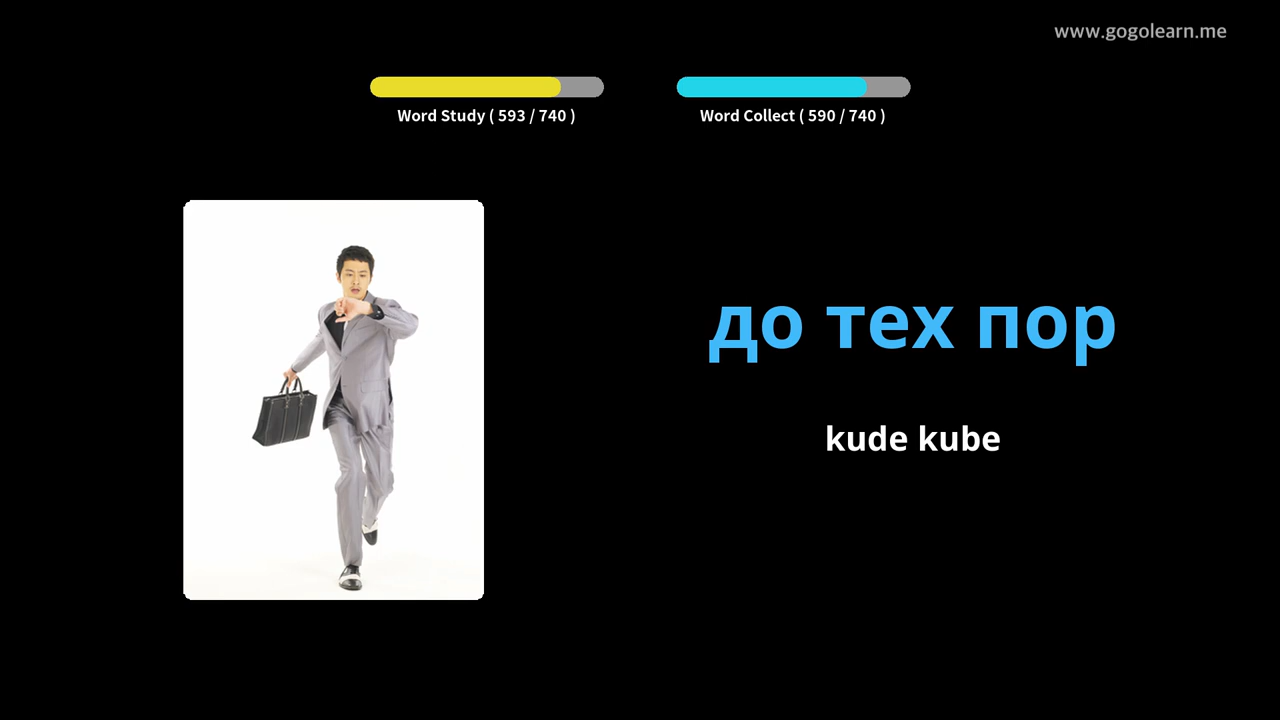 www.gogolearn.me
Word Study ( 593 / 740 )
Word Collect ( 590 / 740 )
до тех пор
kude kube